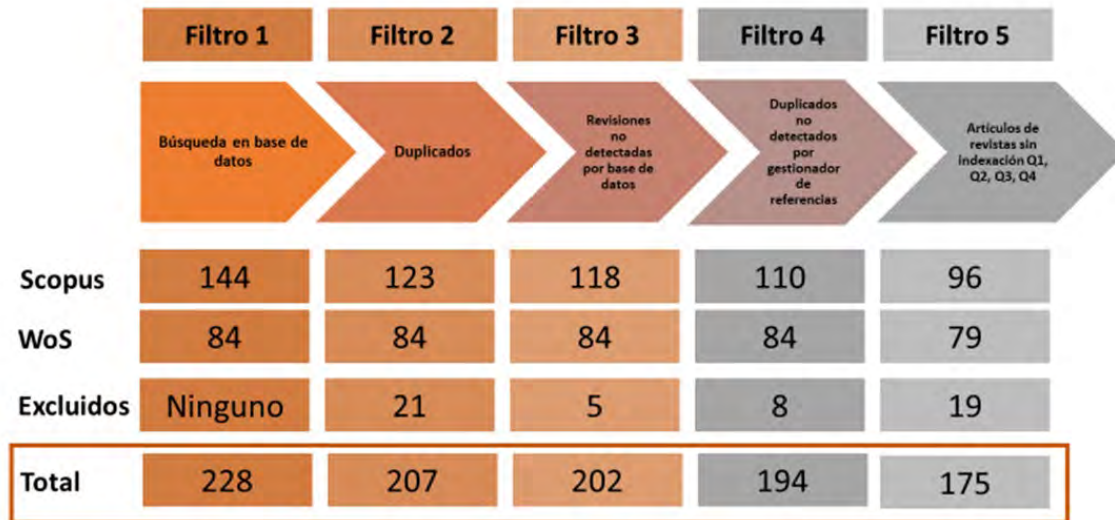 Filtro 1 Filtro 2 Filtro 3 Filtro 4 Filtro 5
Búsqueda en base de
datos
Duplicados
Revisiones
no
detectadas
por base de
datos
Duplicados
no
detectados
por
gestionador
de
referencias
Artículos de
revistas sin
indexación Q1,
Q2, Q3, Q4
Scopus 144 123 118 110 96
WoS 84 84 84 84 79
Excluidos Ninguno 21 5 8 19
Total 228 207 202 194 175